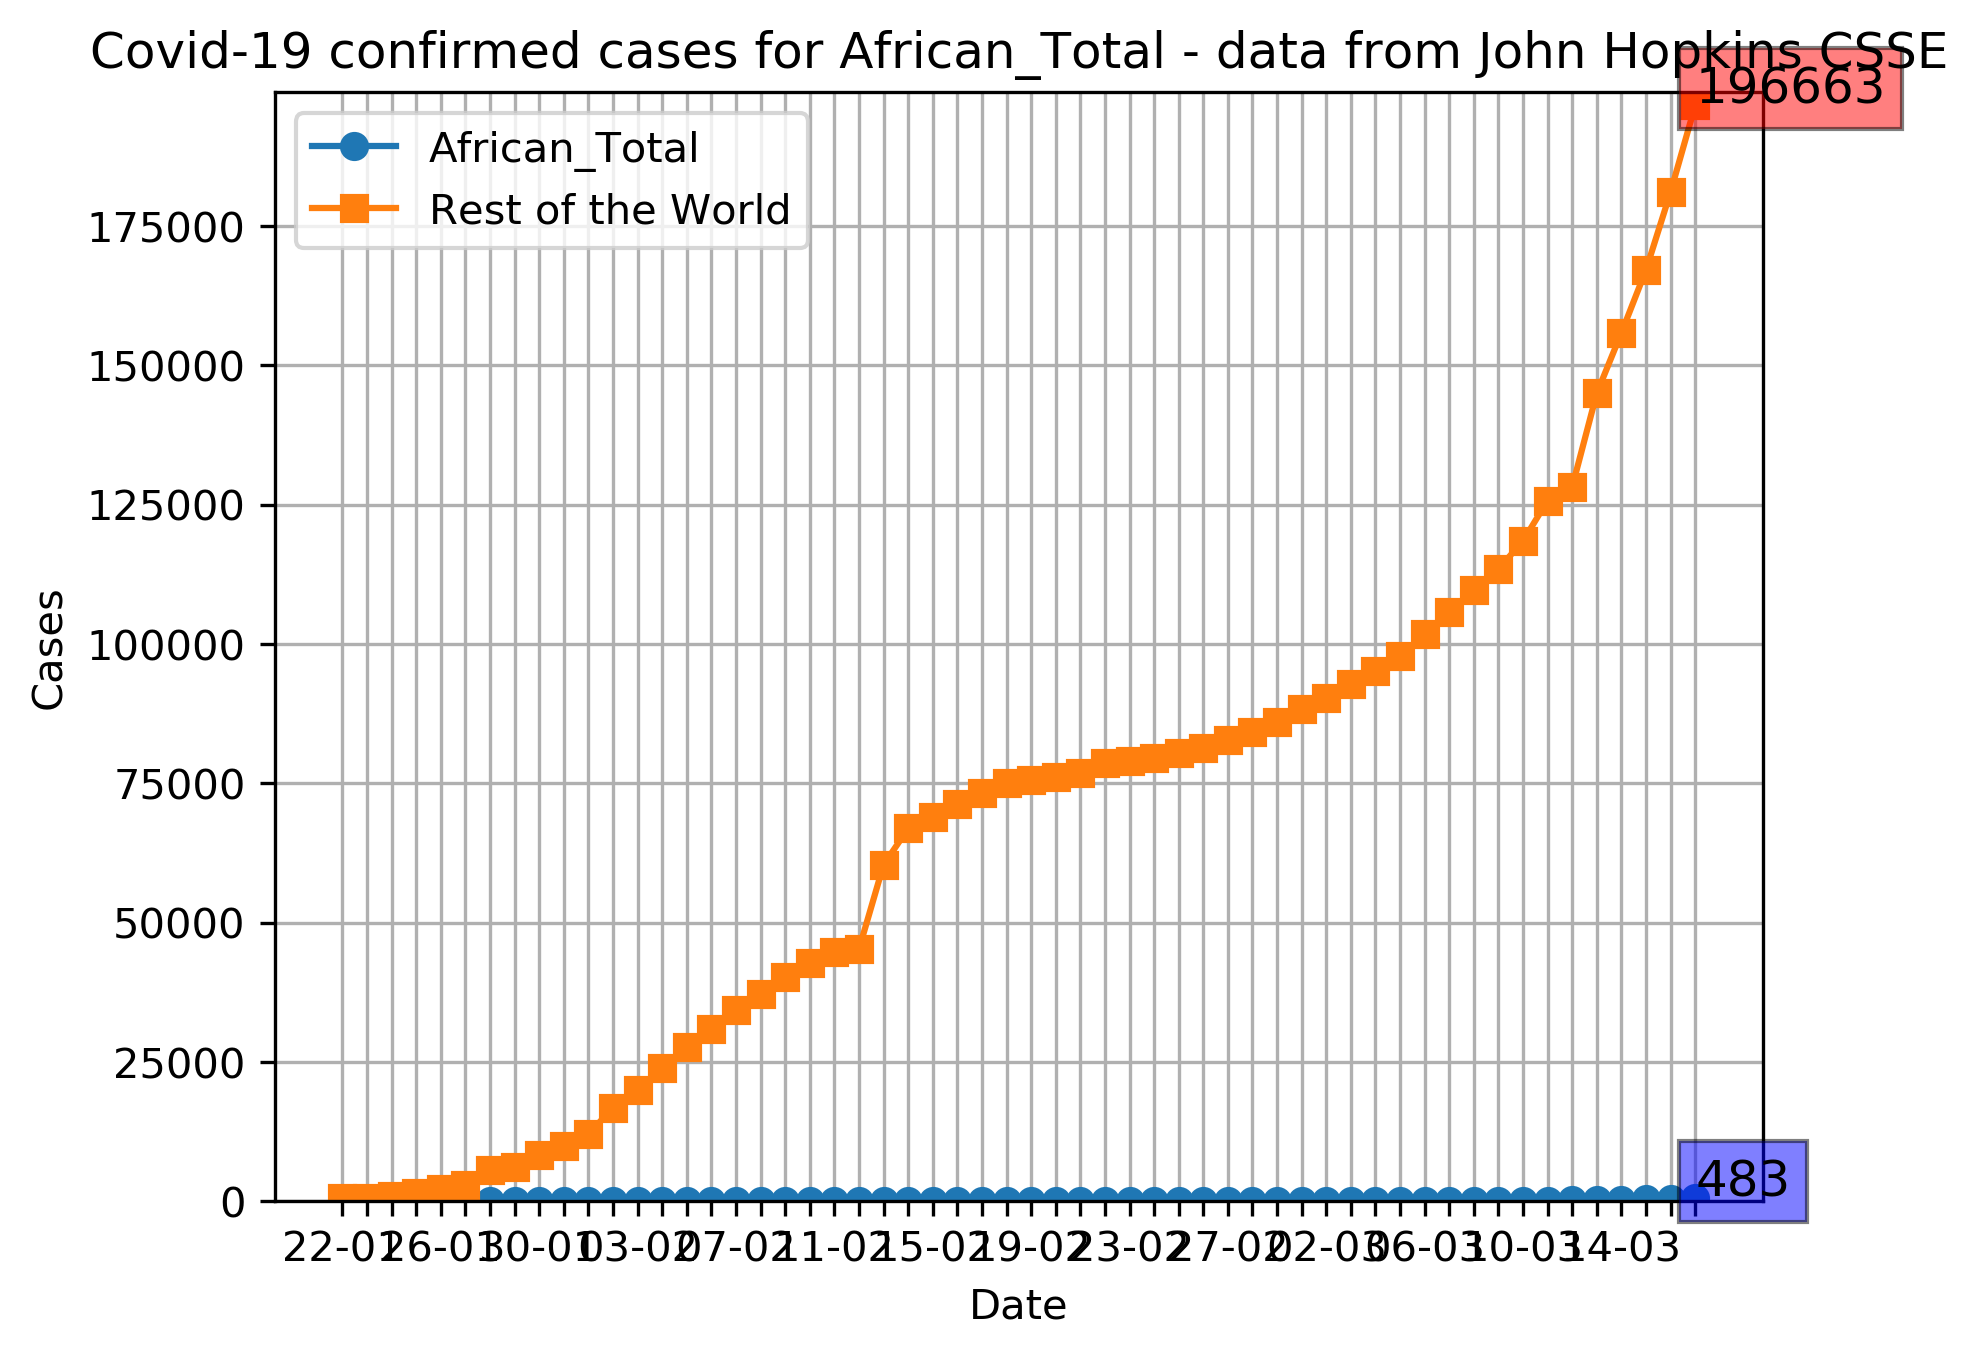 Covid-19 confirmed cases for African_Total - data from John Hopkins CSSE
196663
African_Total
Rest of the World
175000
150000
125000
100000
75000
50000
25000
0
Cases
483
22-01 26-01 30-01 03-02 07-02 11-02 15-02 19-02 23-02 27-02 02-03 06-03 10-03 14-03
Date